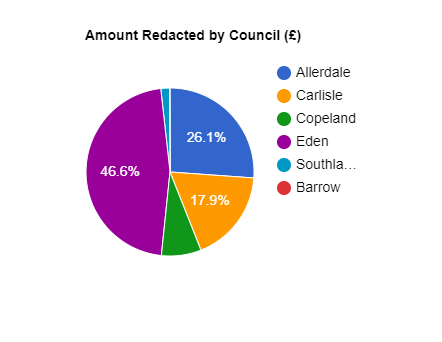 Amount Redacted by Council (£)
Allerdale
Carlisle
Copeland
Eden
Southla…
Barrow
26.1%
46.6%
17.9%